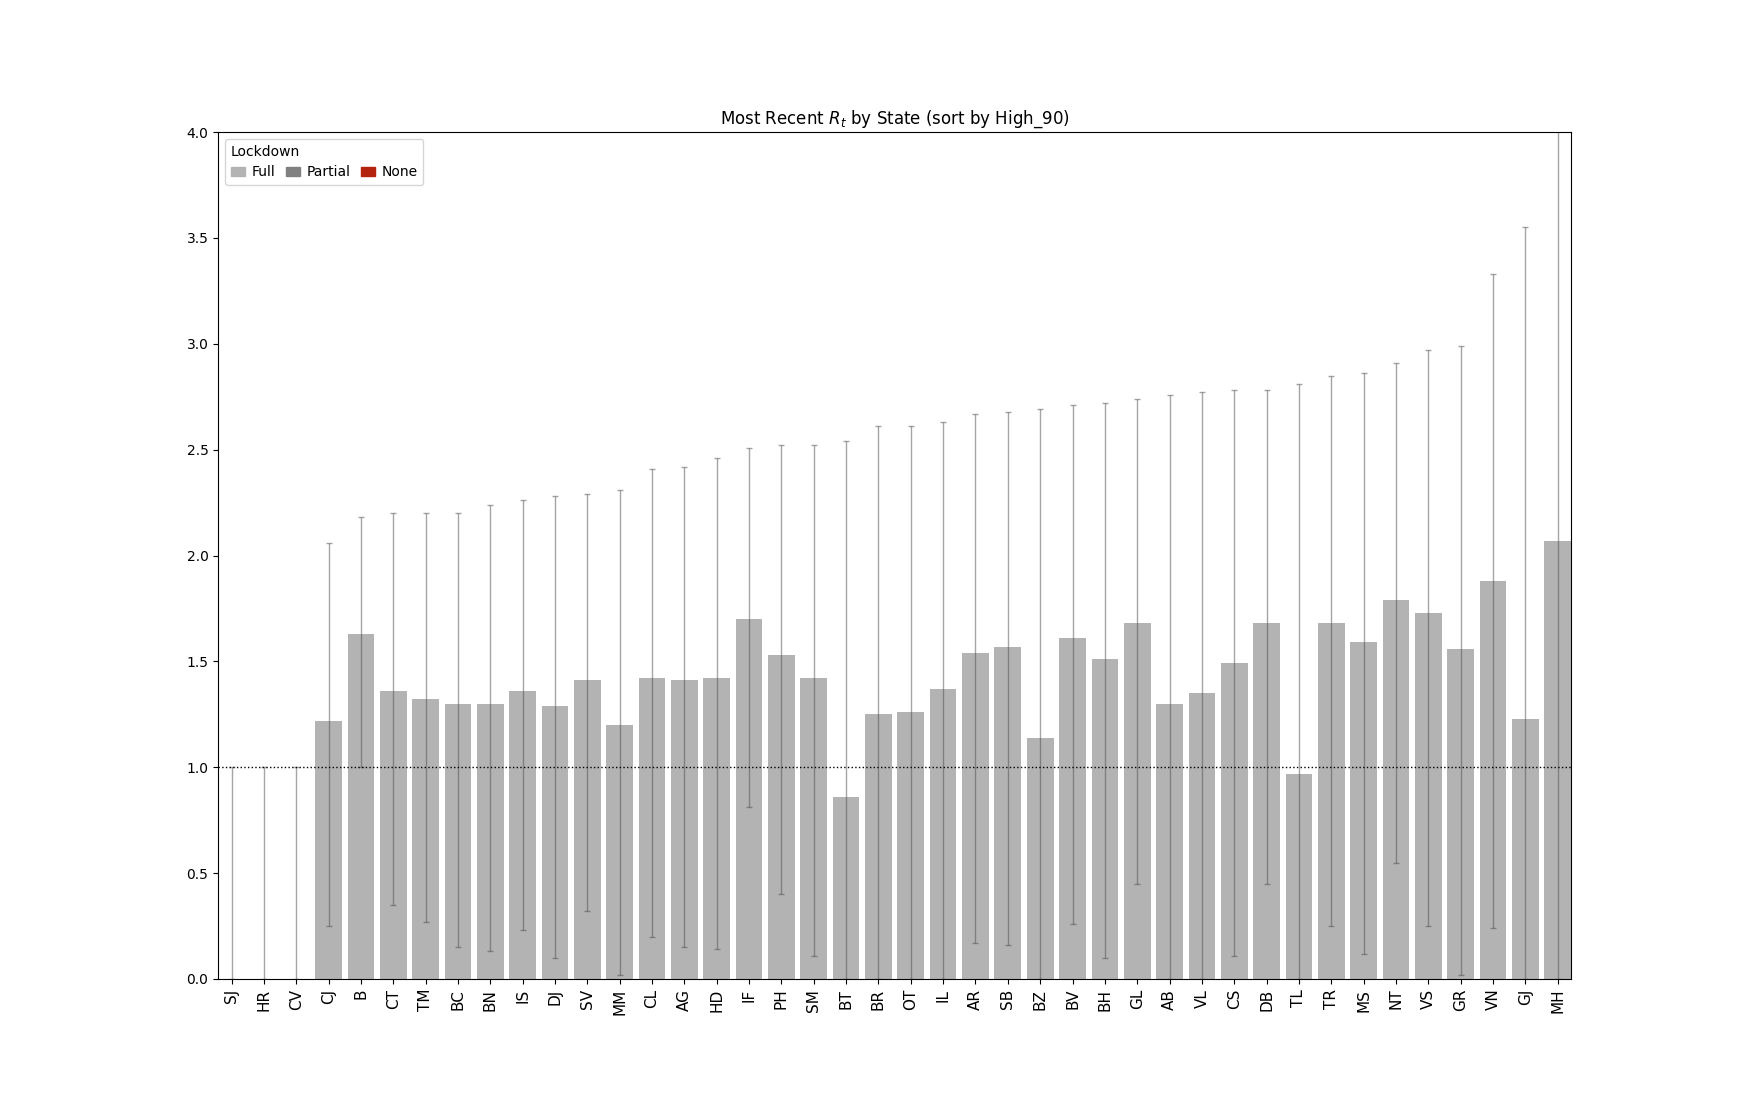 Most Recent R_t by State (sort by High_90)
Lockdown
Full Partial None
4.0
3.5
3.0
2.5
2.0
1.5
1.0
0.5
0.0
SJ HR CV CJ B CT TM BC BN IS DJ SV MM CL AG HD IF PH SM BT BR OT IL AR SB BZ BV BH GL AB VL CS DB TL TR MS NT VS GR VN GJ MH